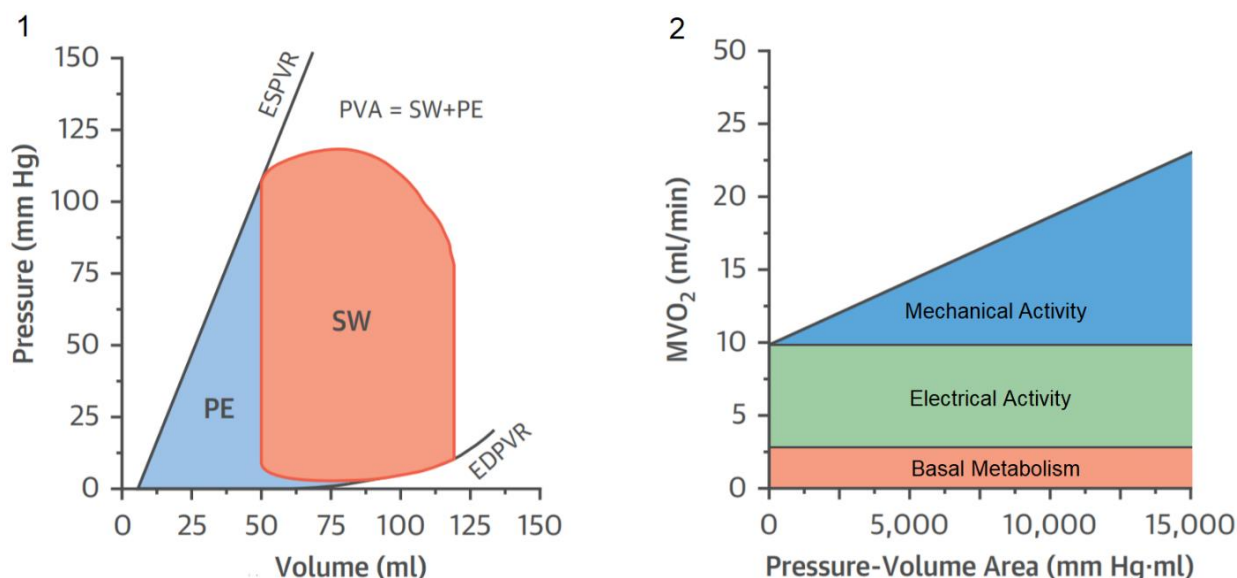 1
150
125
100
75
50
25
0
Pressure (mm Hg)
ESPVR
PVA = SW+PE
SW
PE
EDPVR
0 25 50 75 100 125 150
Volume (ml)
2
50
25
20
15
10
5
0
MVO₂ (ml/min)
Mechanical Activity
Electrical Activity
Basal Metabolism
0 5,000 10,000 15,000
Pressure-Volume Area (mm Hg·ml)